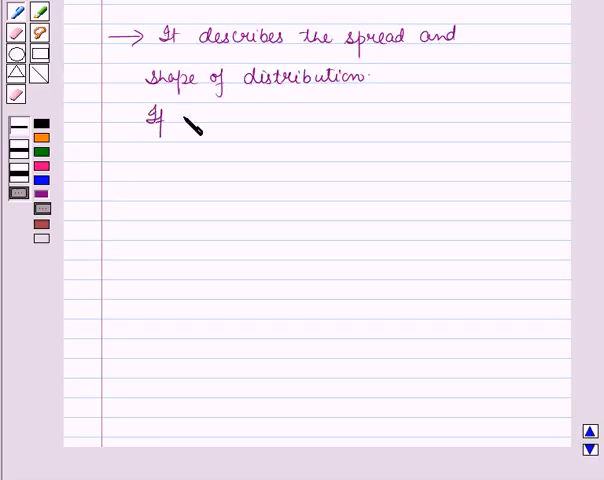 → It describes the spread and
shape of distribution.
If